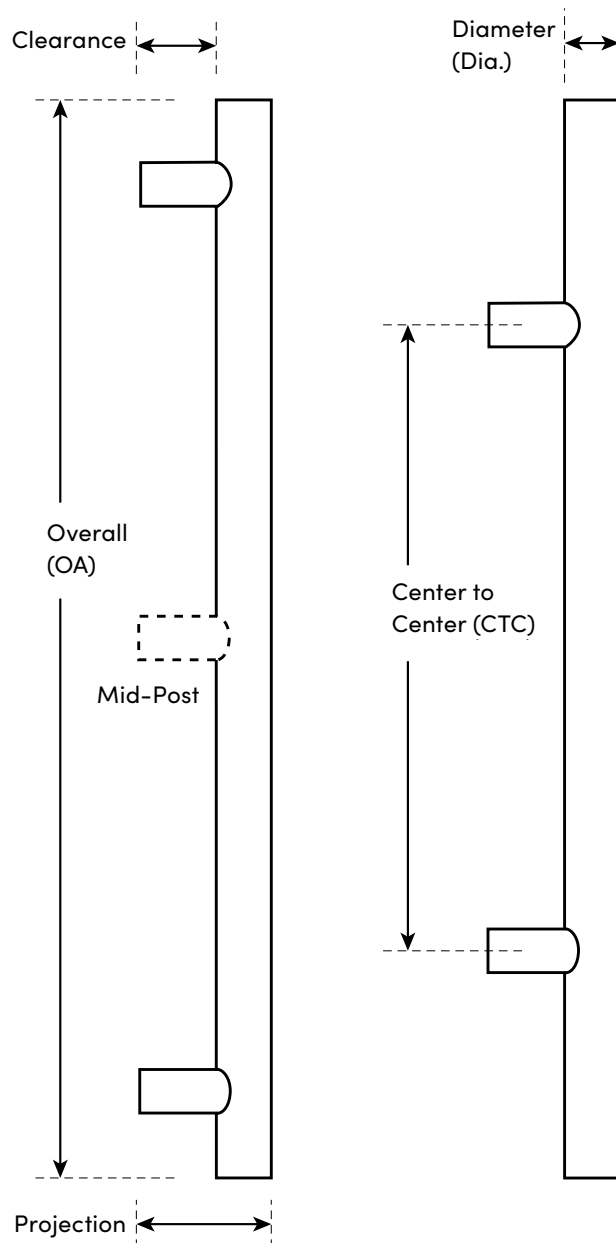 Clearance
Diameter
(Dia.)
Overall
(OA)
Center to
Center (CTC)
Mid-Post
Projection